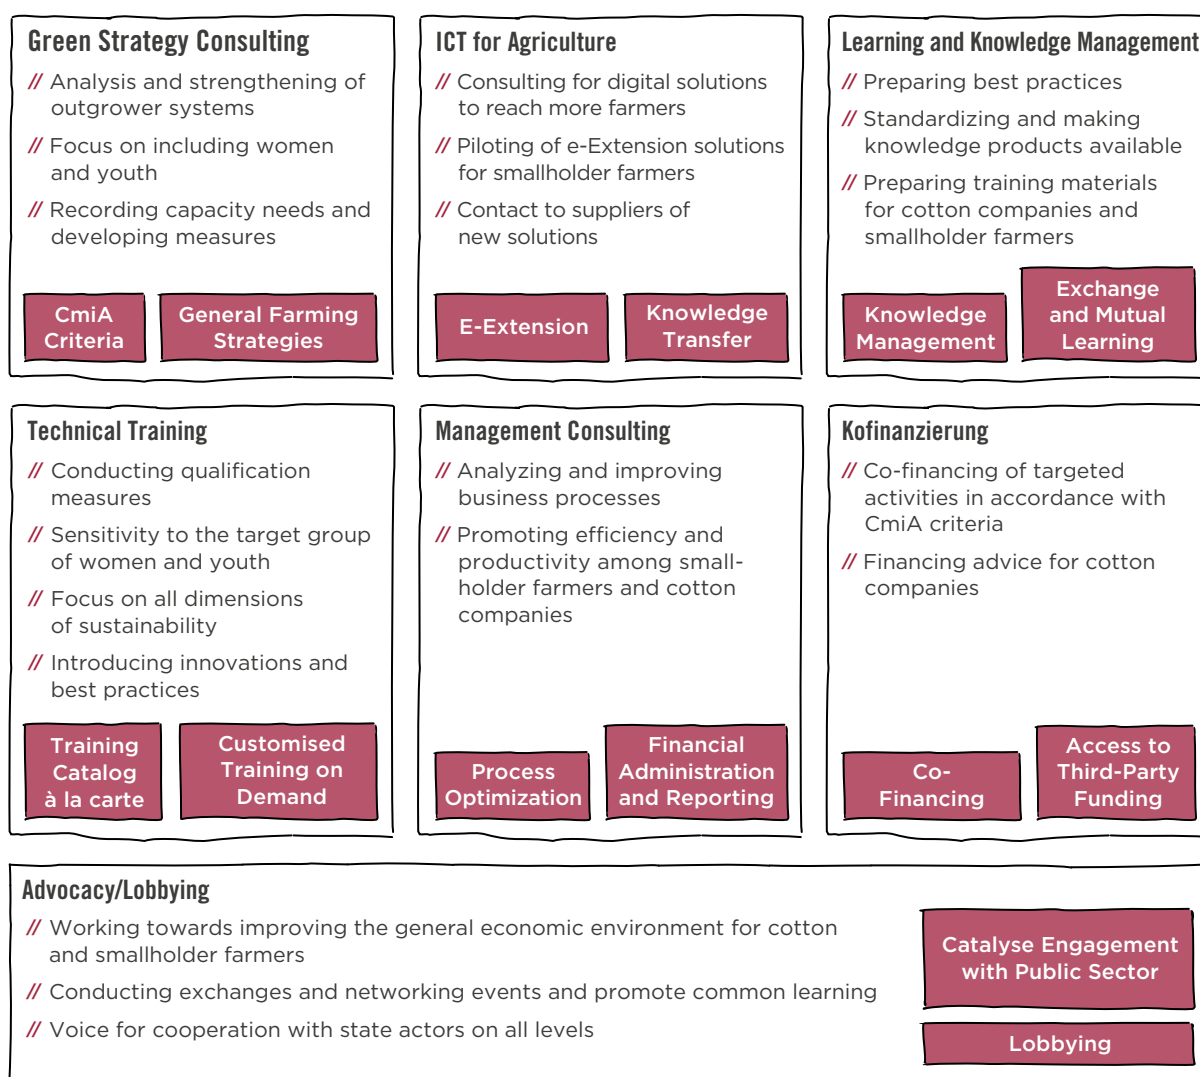 Green Strategy Consulting
// Analysis and strengthening of
outgrower systems
// Focus on including women
and youth
// Recording capacity needs and
developing measures
CmiA
Criteria
General Farming
Strategies
ICT for Agriculture
// Consulting for digital solutions
to reach more farmers
// Piloting of e-Extension solutions
for smallholder farmers
// Contact to suppliers of
new solutions
E-Extension
Knowledge
Transfer
Learning and Knowledge Management
// Preparing best practices
// Standardizing and making
knowledge products available
// Preparing training materials
for cotton companies and
smallholder farmers
Knowledge
Management
Exchange
and Mutual
Learning
Technical Training
// Conducting qualification
measures
// Sensitivity to the target group
of women and youth
// Focus on all dimensions
of sustainability
// Introducing innovations and
best practices
Training
Catalog
à la carte
Customised
Training on
Demand
Management Consulting
// Analyzing and improving
business processes
// Promoting efficiency and
productivity among small-
holder farmers and cotton
companies
Process
Optimization
Financial
Administration
and Reporting
Kofinanzierung
// Co-financing of targeted
activities in accordance with
CmiA criteria
// Financing advice for cotton
companies
Co-
Financing
Access to
Third-Party
Funding
Advocacy/Lobbying
// Working towards improving the general economic environment for cotton
and smallholder farmers
// Conducting exchanges and networking events and promote common learning
// Voice for cooperation with state actors on all levels
Catalyse Engagement
with Public Sector
Lobbying